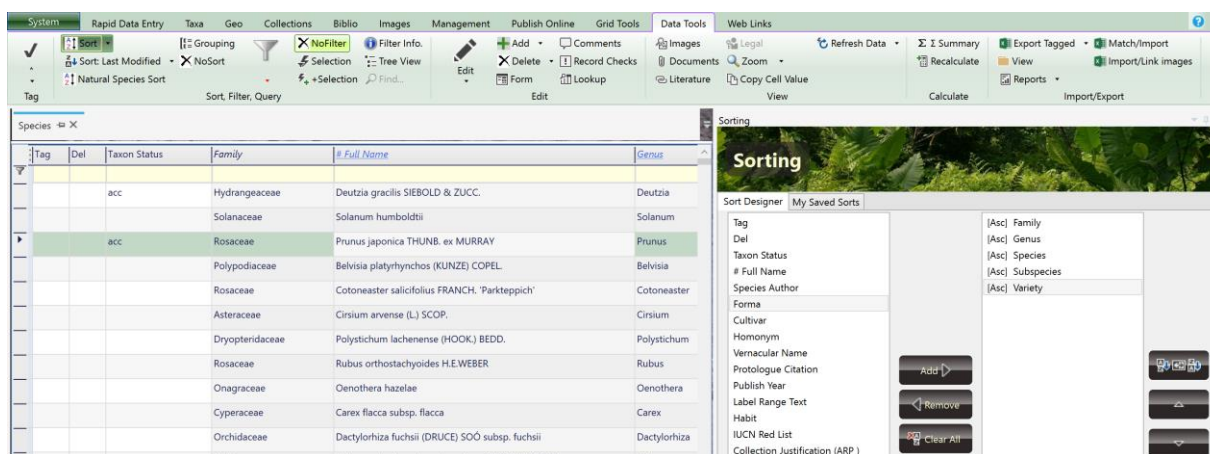 System Rapid Data Entry Taxa Geo Collections Biblio Images Management Publish Online Grid Tools Data Tools Web Links
Sort Grouping NoFilter Filter Info. Add Comments Images Legal Refresh Data Σ Σ Summary Export Tagged Match/Import
Sort: Last Modified NoSort Selection Tree View Edit Delete Record Checks Documents Zoom Recalculate View Import/Link images
Natural Species Sort +Selection Find... Form Lookup Literature Copy Cell Value Reports
Tag Sort, Filter, Query Edit View Calculate Import/Export
Species
Tag Del Taxon Status Family # Full Name Genus
acc Hydrangeaceae Deutzia gracilis SIEBOLD & ZUCC. Deutzia
Solanaceae Solanum humboldtii Solanum
acc Rosaceae Prunus japonica THUNB. ex MURRAY Prunus
Polypodiaceae Belvisia platyrhynchos (KUNZE) COPEL. Belvisia
Rosaceae Cotoneaster salicifolius FRANCH. 'Parkteppich' Cotoneaster
Asteraceae Cirsium arvense (L.) SCOP. Cirsium
Dryopteridaceae Polystichum lachenense (HOOK.) BEDD. Polystichum
Rosaceae Rubus orthostachyoides H.E.WEBER Rubus
Onagraceae Oenothera hazelae Oenothera
Cyperaceae Carex flacca subsp. flacca Carex
Orchidaceae Dactylorhiza fuchsii (DRUCE) SOÓ subsp. fuchsii Dactylorhiza
Sorting
Sorting
Sort Designer My Saved Sorts
Tag
Del
Taxon Status
# Full Name
Species Author
Forma
Cultivar
Homonym
Vernacular Name
Protologue Citation
Publish Year
Label Range Text
Habit
IUCN Red List
Collection Justification (ARP )
Add
Remove
Clear All
[Asc] Family
[Asc] Genus
[Asc] Species
[Asc] Subspecies
[Asc] Variety